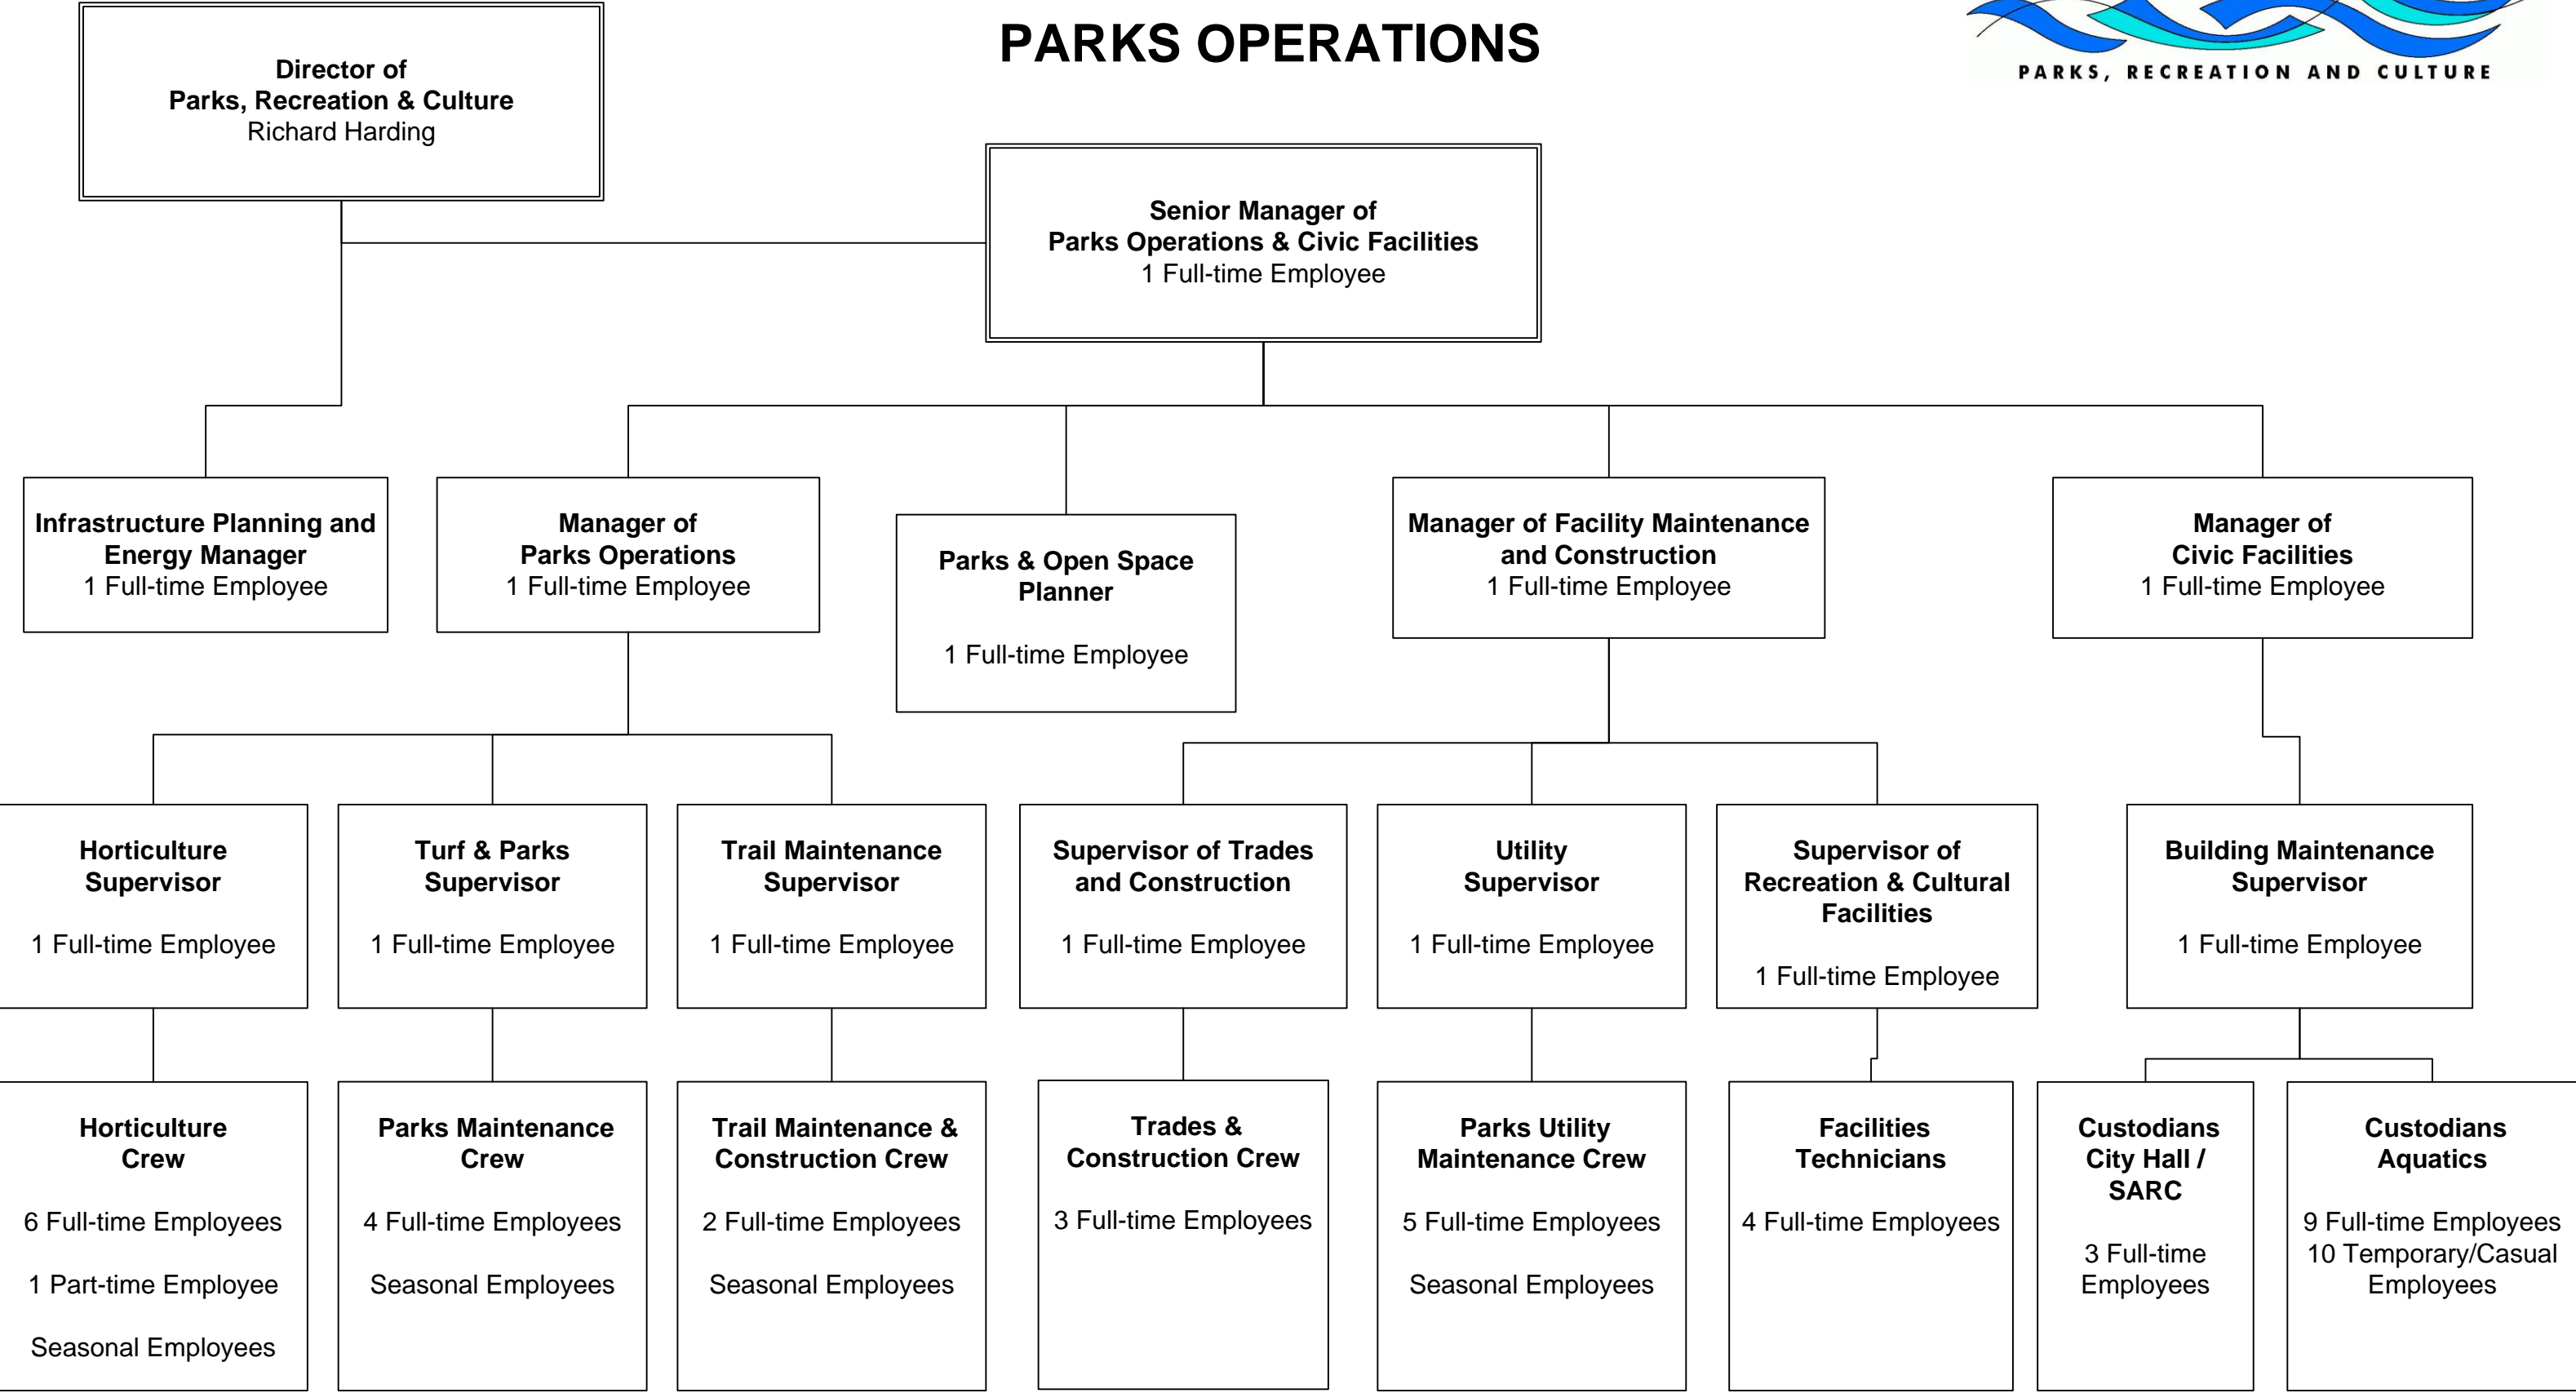 PARKS OPERATIONS
PARKS, RECREATION AND CULTURE
Director of
Parks, Recreation & Culture
Richard Harding
Senior Manager of
Parks Operations & Civic Facilities
1 Full-time Employee
Infrastructure Planning and
Energy Manager
1 Full-time Employee
Manager of
Parks Operations
1 Full-time Employee
Parks & Open Space
Planner
1 Full-time Employee
Manager of Facility Maintenance
and Construction
1 Full-time Employee
Manager of
Civic Facilities
1 Full-time Employee
Horticulture
Supervisor
1 Full-time Employee
Turf & Parks
Supervisor
1 Full-time Employee
Trail Maintenance
Supervisor
1 Full-time Employee
Supervisor of Trades
and Construction
1 Full-time Employee
Utility
Supervisor
1 Full-time Employee
Supervisor of
Recreation & Cultural
Facilities
1 Full-time Employee
Building Maintenance
Supervisor
1 Full-time Employee
Horticulture
Crew
6 Full-time Employees
1 Part-time Employee
Seasonal Employees
Parks Maintenance
Crew
4 Full-time Employees
Seasonal Employees
Trail Maintenance &
Construction Crew
2 Full-time Employees
Seasonal Employees
Trades &
Construction Crew
3 Full-time Employees
Parks Utility
Maintenance Crew
5 Full-time Employees
Seasonal Employees
Facilities
Technicians
4 Full-time Employees
Custodians
City Hall /
SARC
3 Full-time
Employees
Custodians
Aquatics
9 Full-time Employees
10 Temporary/Casual
Employees